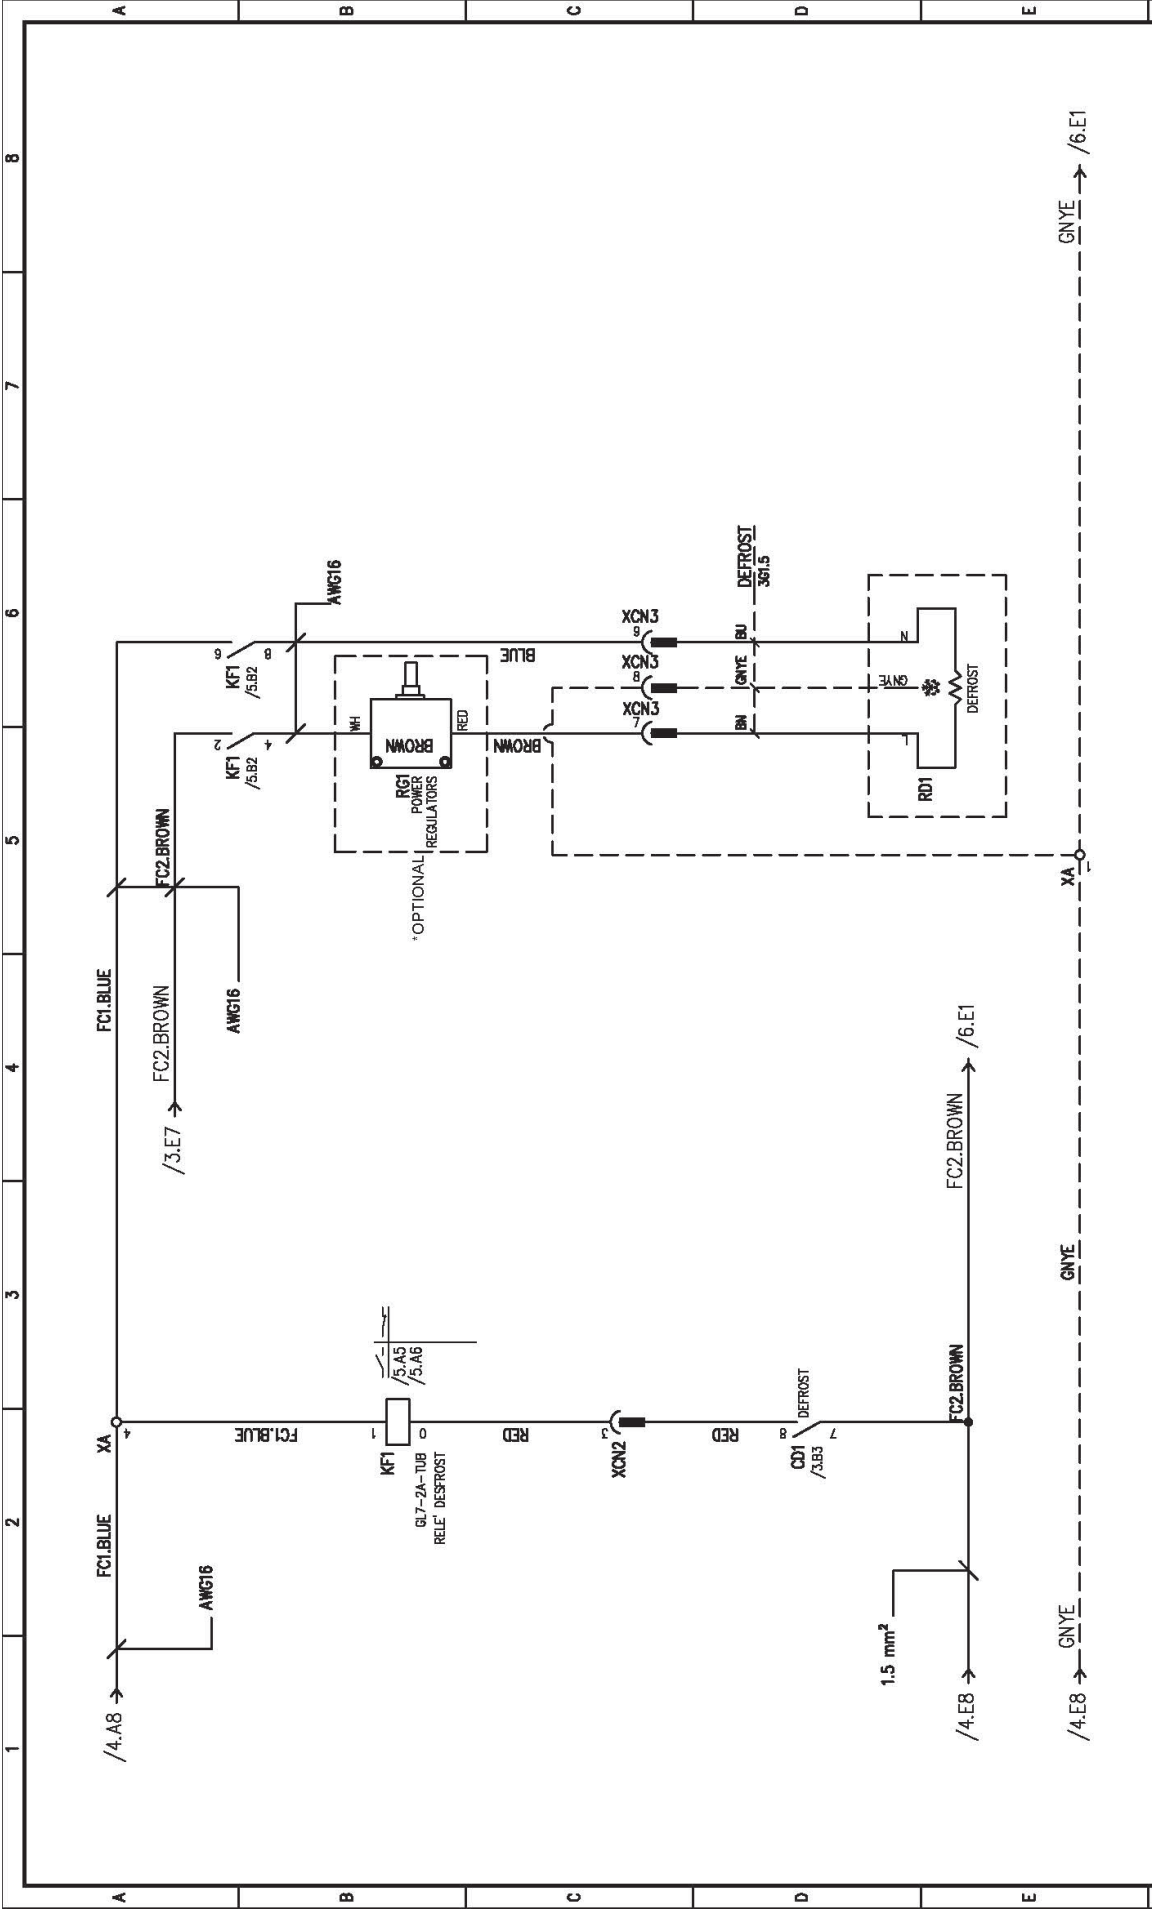 1 2 3 4 5 6 7 8
A A
B B
C C
D D
E E
/4.A8
AWG16
FC1.BLUE
XA
4
FC1.BLUE
FC1.BLUE
1
KF1
GL7-2A-TUB
RELE' DESFROST
0
/5.A5
/5.A6
RED
3
XCN2
RED
8
CD1
/3.B3
DEFROST
7
FC2.BROWN
1.5 mm²
/4.E8
FC2.BROWN
/6.E1
/4.E8
GNYE
GNYE
XA
1
GNYE
/6.E1
/3.E7
FC2.BROWN
FC2.BROWN
AWG16
2
KF1
/5.B2
4
6
KF1
/5.B2
8
AWG16
WH
BROWN
RG1
POWER
REGULATORS
*OPTIONAL
RED
BROWN
BLUE
XCN3
7
XCN3
8
XCN3
9
BN
GNYE
BU
DEFROST
3G1.5
L
GNYE
N
RD1
DEFROST